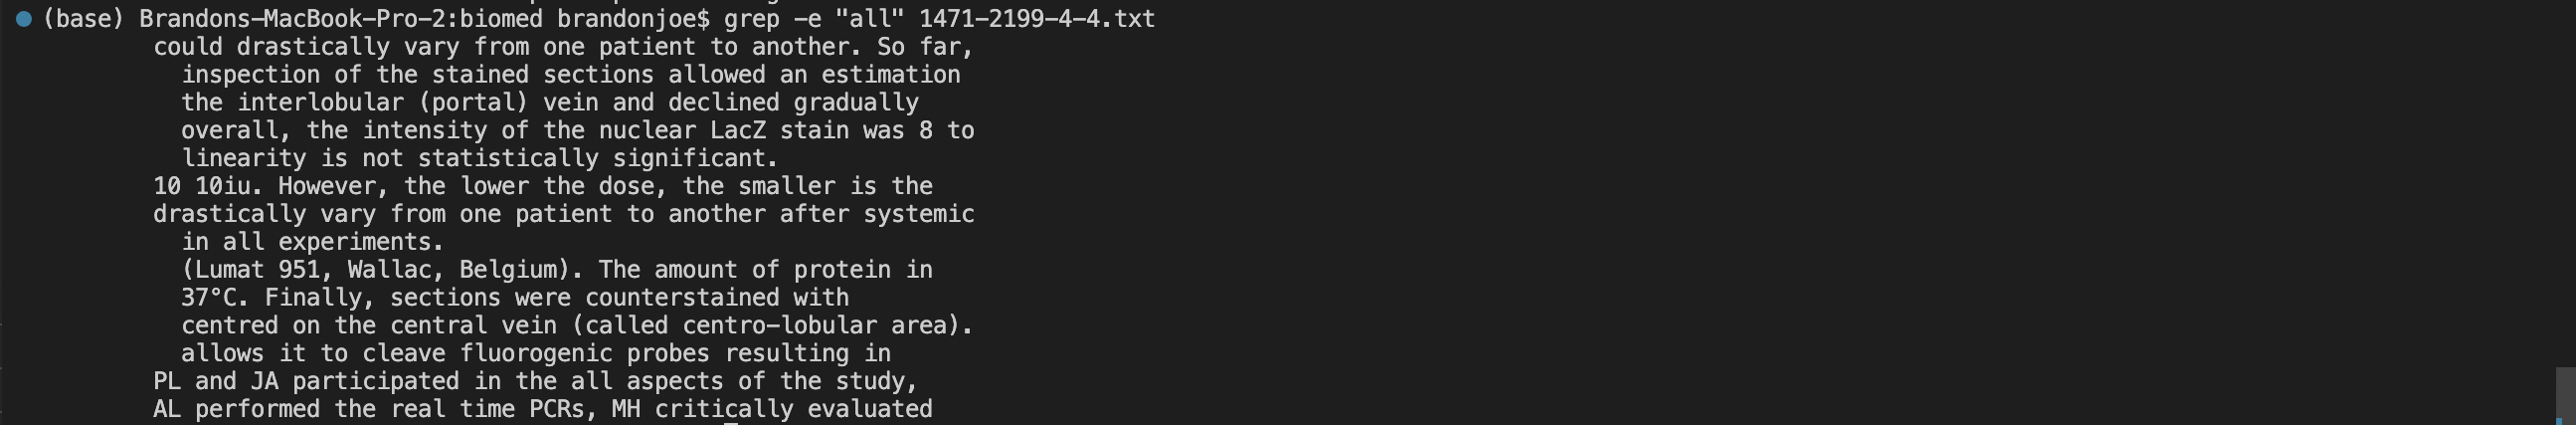 (base) Brandons-MacBook-Pro-2:biomed brandonjoe$ grep -e "all" 1471-2199-4-4.txt
could drastically vary from one patient to another. So far,
inspection of the stained sections allowed an estimation
the interlobular (portal) vein and declined gradually
overall, the intensity of the nuclear LacZ stain was 8 to
linearity is not statistically significant.
10 10iu. However, the lower the dose, the smaller is the
drastically vary from one patient to another after systemic
in all experiments.
(Lumat 951, Wallac, Belgium). The amount of protein in
37°C. Finally, sections were counterstained with
centred on the central vein (called centro-lobular area).
allows it to cleave fluorogenic probes resulting in
PL and JA participated in the all aspects of the study,
AL performed the real time PCRs, MH critically evaluated